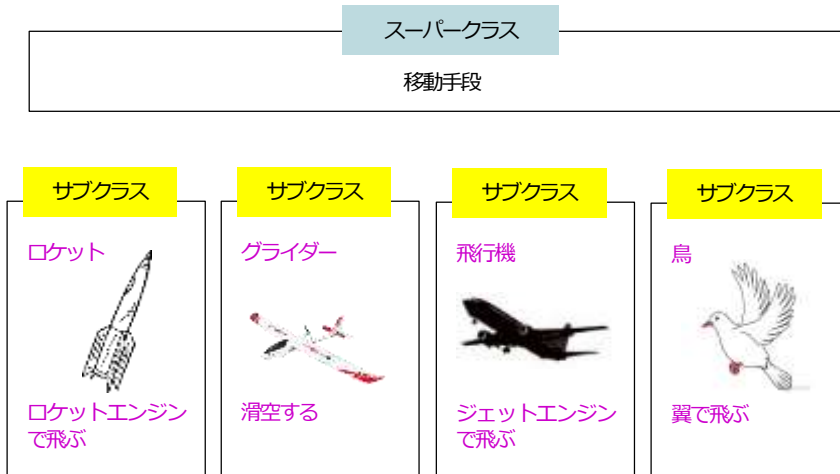 スーパークラス
移動手段
サブクラス
ロケット
ロケットエンジン
で飛ぶ
サブクラス
グライダー
滑空する
サブクラス
飛行機
ジェットエンジン
で飛ぶ
サブクラス
鳥
翼で飛ぶ